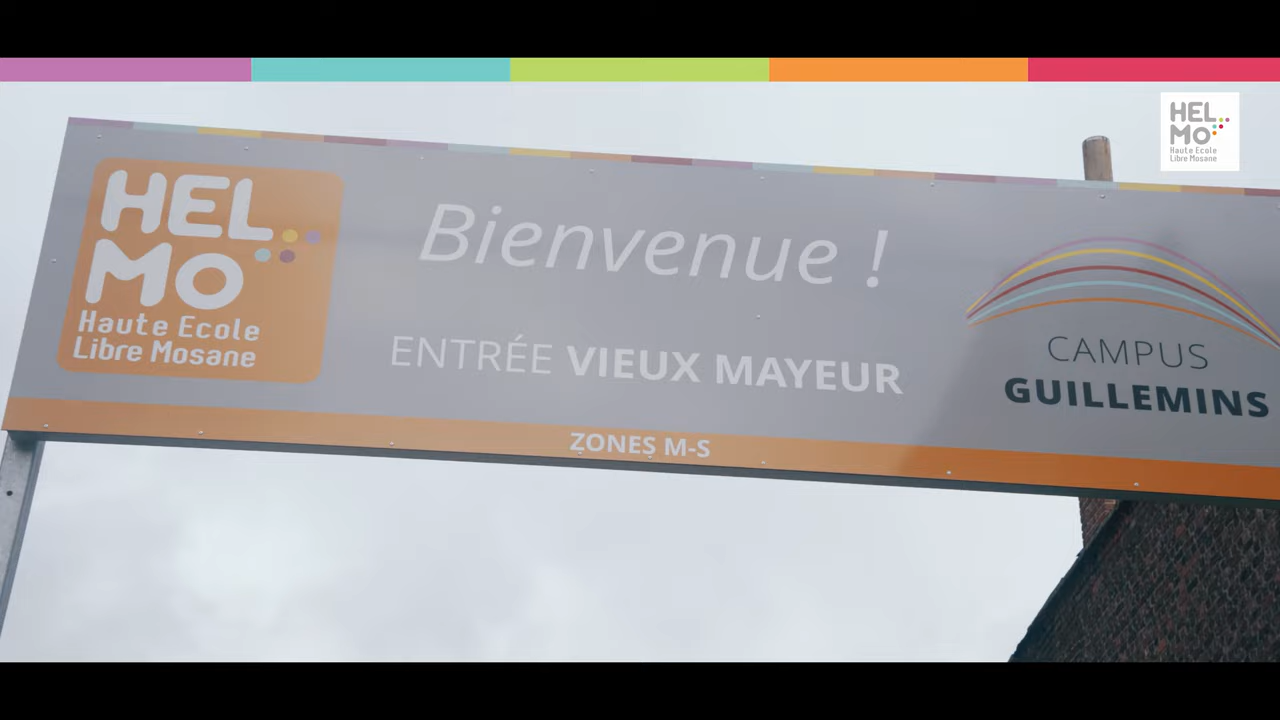 HEL
MO
Haute Ecole
Libre Mosane
Bienvenue !
ENTRÉE VIEUX MAYEUR
ZONES M-S
CAMPUS
GUILLEMINS
HEL
MO
Haute Ecole
Libre Mosane